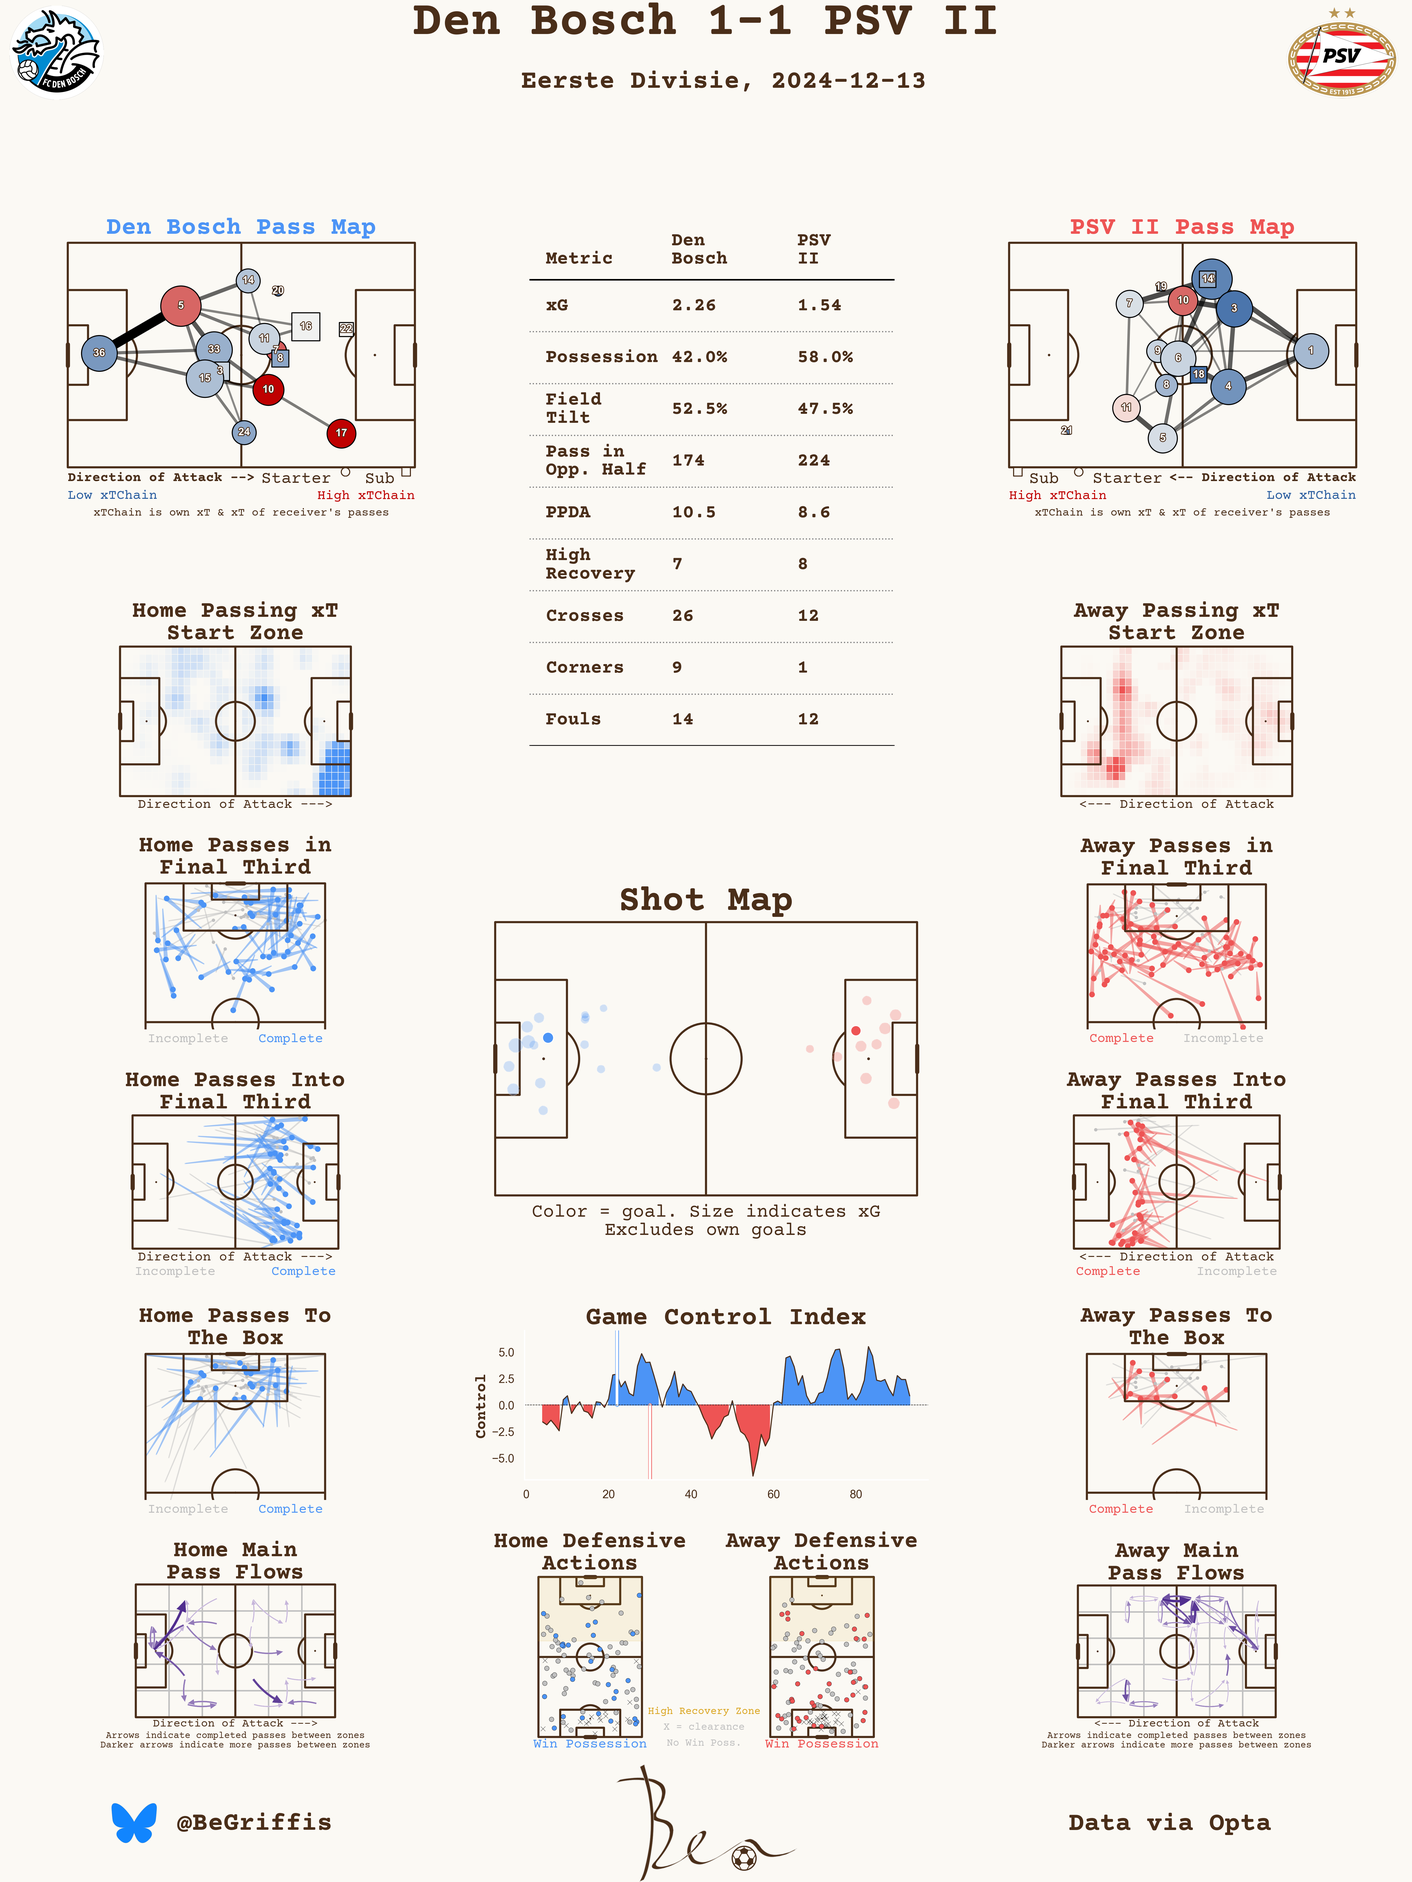 Den Bosch 1-1 PSV II
Eerste Divisie, 2024-12-13
FC DEN BOSCH
PSV
EST 1913
Den Bosch Pass Map
36
5
14
20
16
22
11
7
8
33
3
15
10
24
17
Direction of Attack --> Starter Sub
Low xTChain High xTChain
xTChain is own xT & xT of receiver's passes
Metric Den Bosch PSV II
xG 2.26 1.54
Possession 42.0% 58.0%
Field Tilt 52.5% 47.5%
Pass in Opp. Half 174 224
PPDA 10.5 8.6
High Recovery 7 8
Crosses 26 12
Corners 9 1
Fouls 14 12
PSV II Pass Map
19
14
7
10
3
9
6
1
18
8
4
11
5
21
Sub Starter <-- Direction of Attack
High xTChain Low xTChain
xTChain is own xT & xT of receiver's passes
Home Passing xT
Start Zone
Direction of Attack --->
Away Passing xT
Start Zone
<--- Direction of Attack
Home Passes in
Final Third
Incomplete Complete
Away Passes in
Final Third
Complete Incomplete
Shot Map
Color = goal. Size indicates xG
Excludes own goals
Home Passes Into
Final Third
Direction of Attack --->
Incomplete Complete
Away Passes Into
Final Third
<--- Direction of Attack
Complete Incomplete
Home Passes To
The Box
Incomplete Complete
Game Control Index
Control
5.0
2.5
0.0
−2.5
−5.0
0 20 40 60 80
Away Passes To
The Box
Complete Incomplete
Home Main
Pass Flows
Direction of Attack --->
Arrows indicate completed passes between zones
Darker arrows indicate more passes between zones
Home Defensive
Actions
Win Possession
High Recovery Zone
X = clearance
No Win Poss.
Away Defensive
Actions
Win Possession
Away Main
Pass Flows
<--- Direction of Attack
Arrows indicate completed passes between zones
Darker arrows indicate more passes between zones
@BeGriffis
Ben
Data via Opta